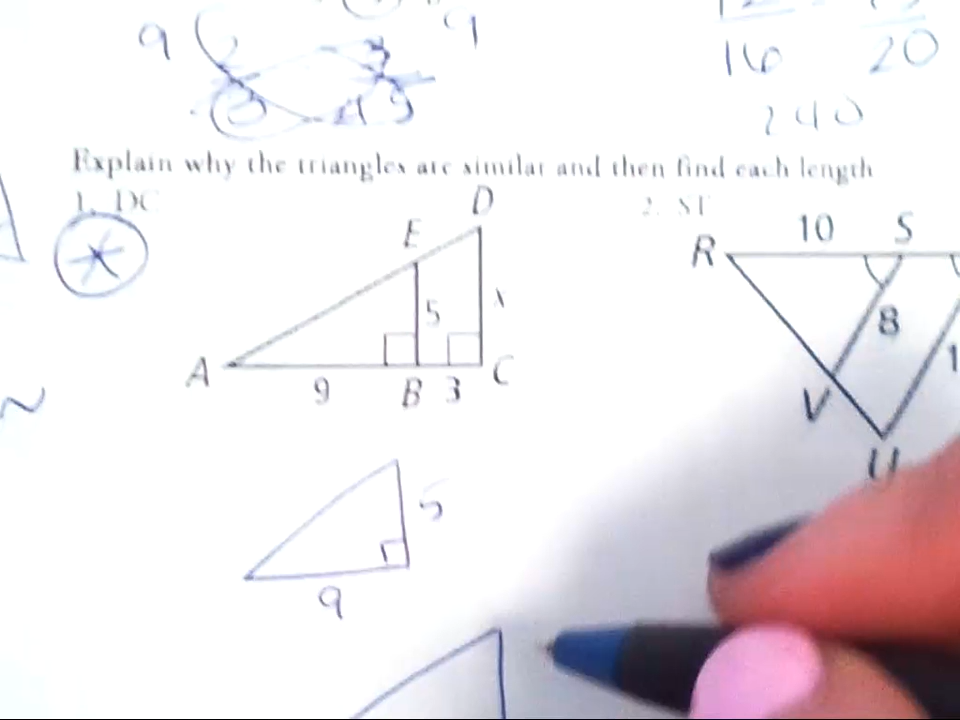 9 9
3
16 20
240
Explain why the triangles are similar and then find each length
1. DC 2. ST
D
E R 10 S
5 x 8
A 9 B 3 C
V
U
5
9